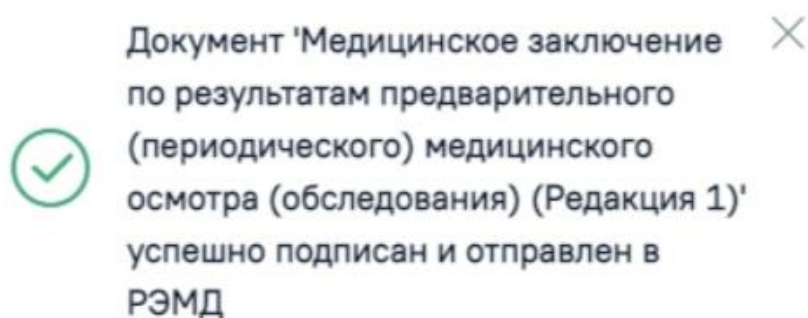 Документ 'Медицинское заключение
по результатам предварительного
(периодического) медицинского
осмотра (обследования) (Редакция 1)'
успешно подписан и отправлен в
РЭМД